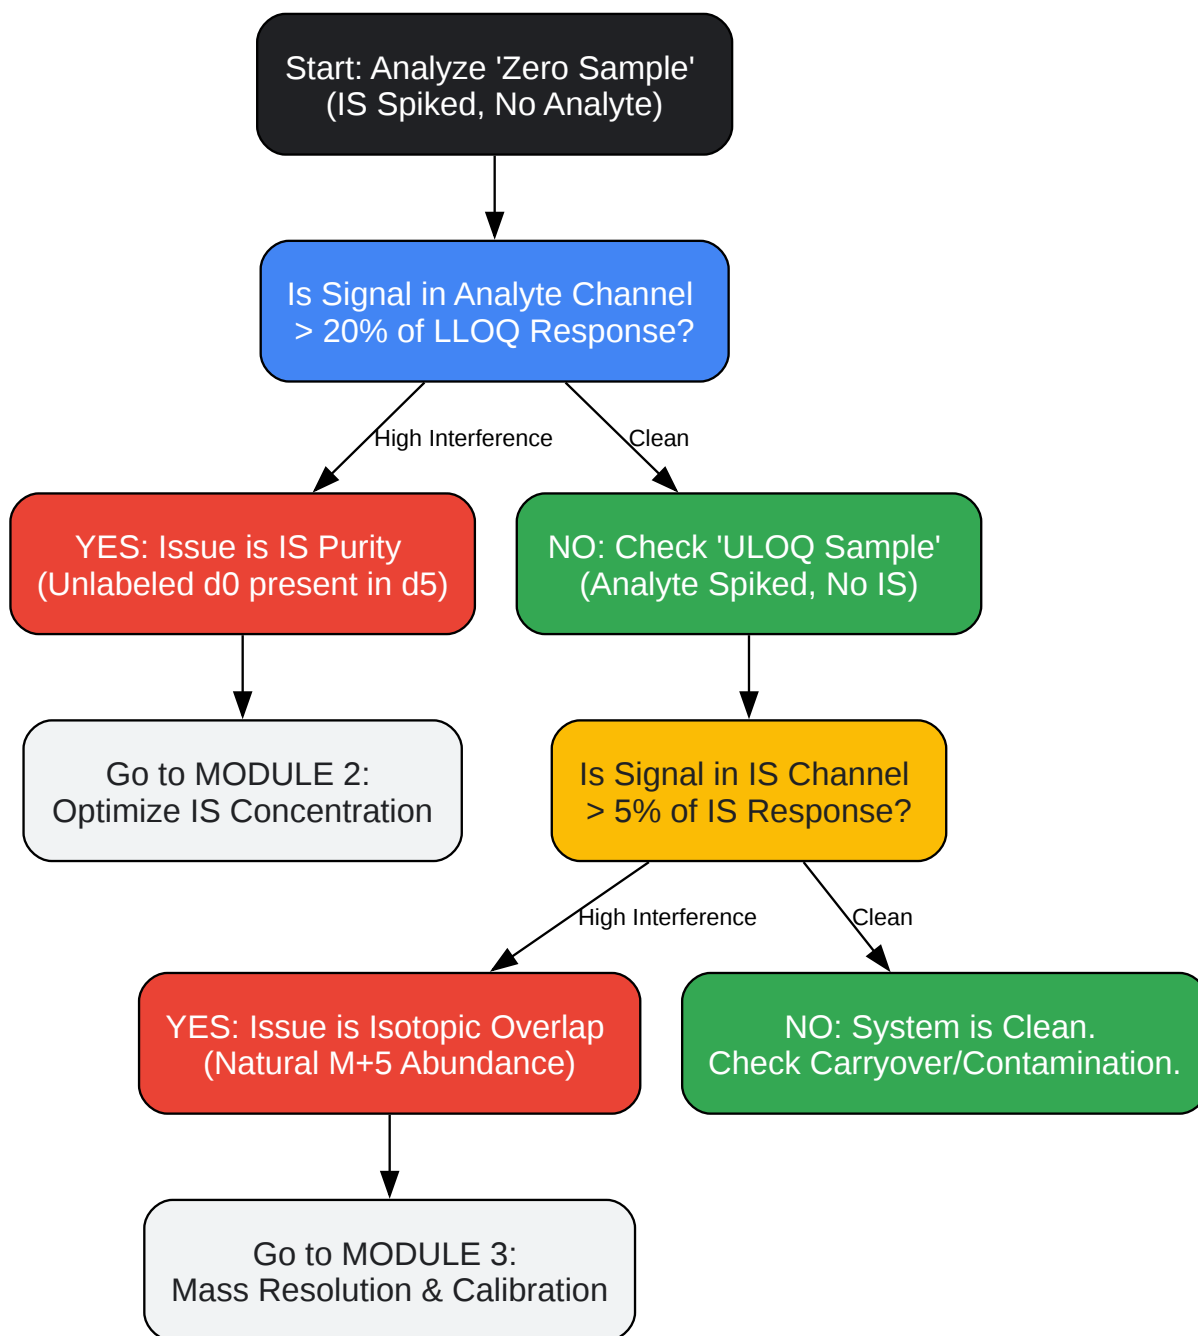 Start: Analyze 'Zero Sample'
(IS Spiked, No Analyte)
Is Signal in Analyte Channel
> 20% of LLOQ Response?
High Interference
Clean
YES: Issue is IS Purity
(Unlabeled d0 present in d5)
NO: Check 'ULOQ Sample'
(Analyte Spiked, No IS)
Go to MODULE 2:
Optimize IS Concentration
Is Signal in IS Channel
> 5% of IS Response?
High Interference
Clean
YES: Issue is Isotopic Overlap
(Natural M+5 Abundance)
NO: System is Clean.
Check Carryover/Contamination.
Go to MODULE 3:
Mass Resolution & Calibration